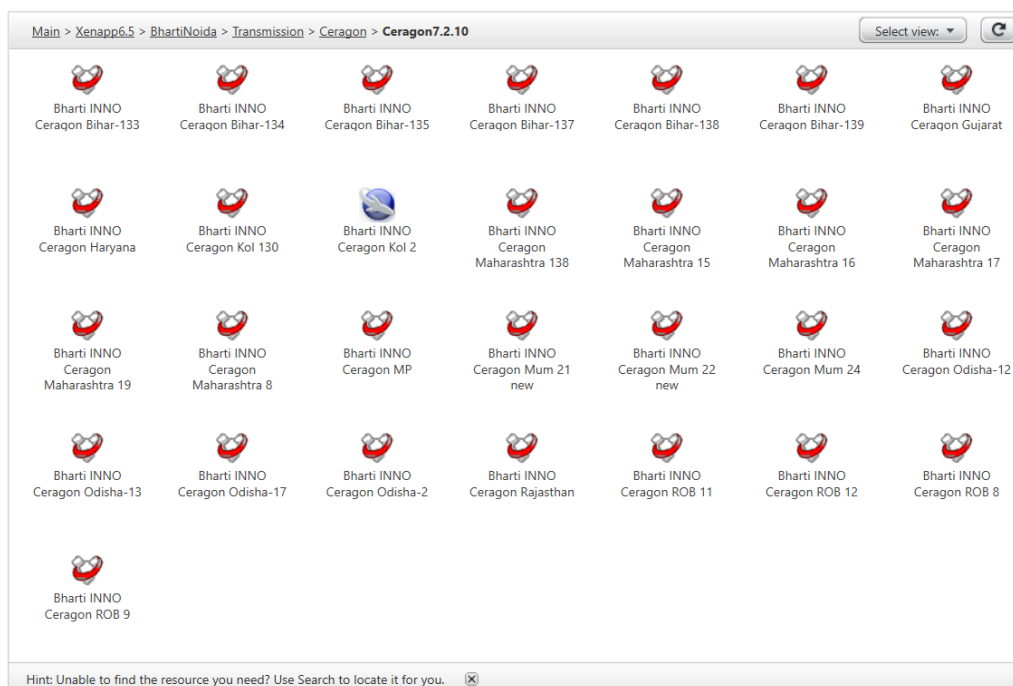 Main > Xenapp6.5 > BhartiNoida > Transmission > Ceragon > Ceragon7.2.10
Select view:
Bharti INNO
Ceragon Bihar-133
Bharti INNO
Ceragon Bihar-134
Bharti INNO
Ceragon Bihar-135
Bharti INNO
Ceragon Bihar-137
Bharti INNO
Ceragon Bihar-138
Bharti INNO
Ceragon Bihar-139
Bharti INNO
Ceragon Gujarat
Bharti INNO
Ceragon Haryana
Bharti INNO
Ceragon Kol 130
Bharti INNO
Ceragon Kol 2
Bharti INNO
Ceragon
Maharashtra 138
Bharti INNO
Ceragon
Maharashtra 15
Bharti INNO
Ceragon
Maharashtra 16
Bharti INNO
Ceragon
Maharashtra 17
Bharti INNO
Ceragon
Maharashtra 19
Bharti INNO
Ceragon
Maharashtra 8
Bharti INNO
Ceragon MP
Bharti INNO
Ceragon Mum 21
new
Bharti INNO
Ceragon Mum 22
new
Bharti INNO
Ceragon Mum 24
Bharti INNO
Ceragon Odisha-12
Bharti INNO
Ceragon Odisha-13
Bharti INNO
Ceragon Odisha-17
Bharti INNO
Ceragon Odisha-2
Bharti INNO
Ceragon Rajasthan
Bharti INNO
Ceragon ROB 11
Bharti INNO
Ceragon ROB 12
Bharti INNO
Ceragon ROB 8
Bharti INNO
Ceragon ROB 9
Hint: Unable to find the resource you need? Use Search to locate it for you.